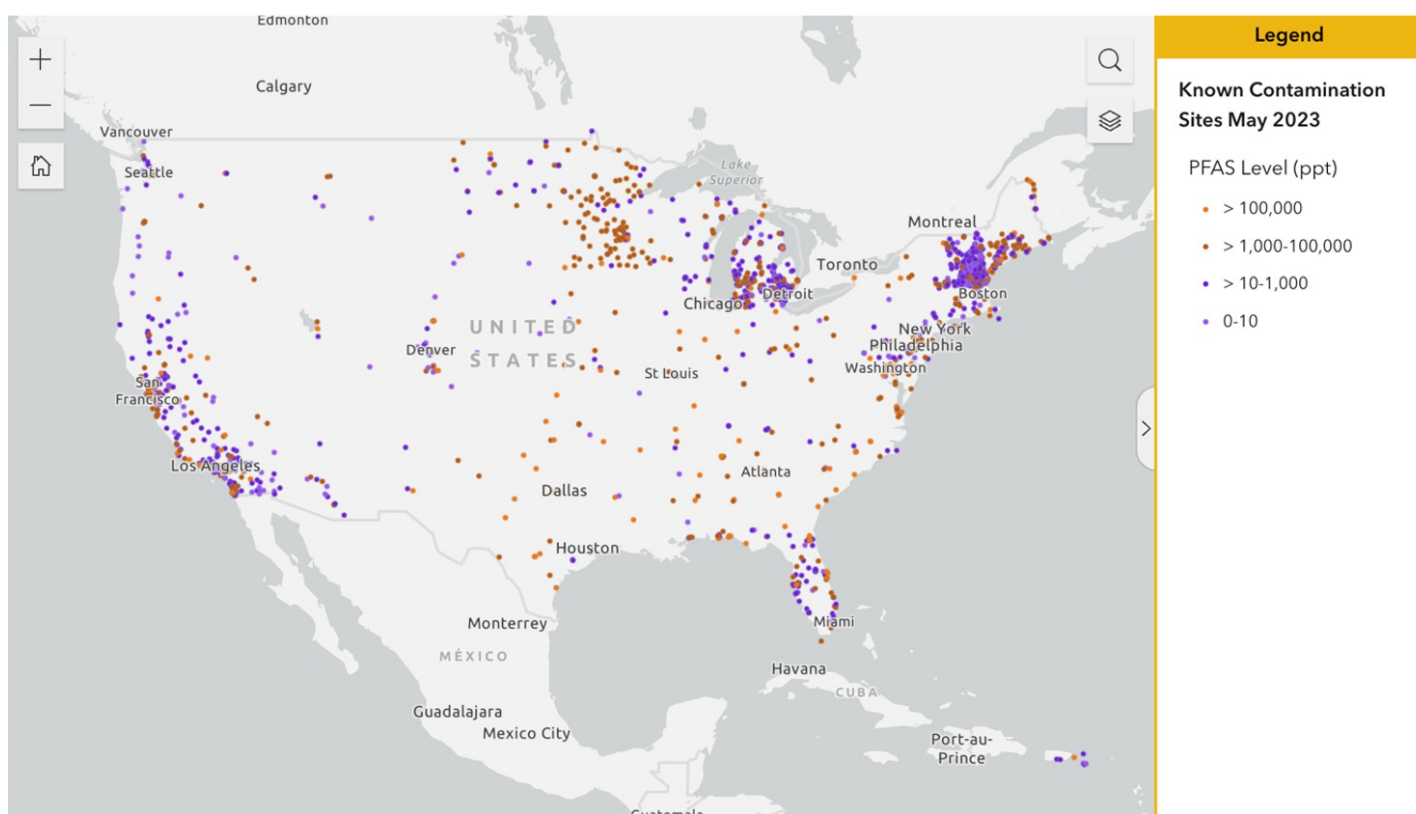 Edmonton
Calgary
Vancouver
Seattle
Lake
Superior
Montreal
Toronto
Boston
Chicago
Detroit
New York
Philadelphia
Washington
UNITED
STATES
Denver
St Louis
San
Francisco
Los Angeles
Atlanta
Dallas
Houston
Miami
Monterrey
MÉXICO
Havana
CUBA
Guadalajara
Mexico City
Port-au-
Prince
Guatemala
Legend
Known Contamination
Sites May 2023
PFAS Level (ppt)
> 100,000
> 1,000-100,000
> 10-1,000
0-10